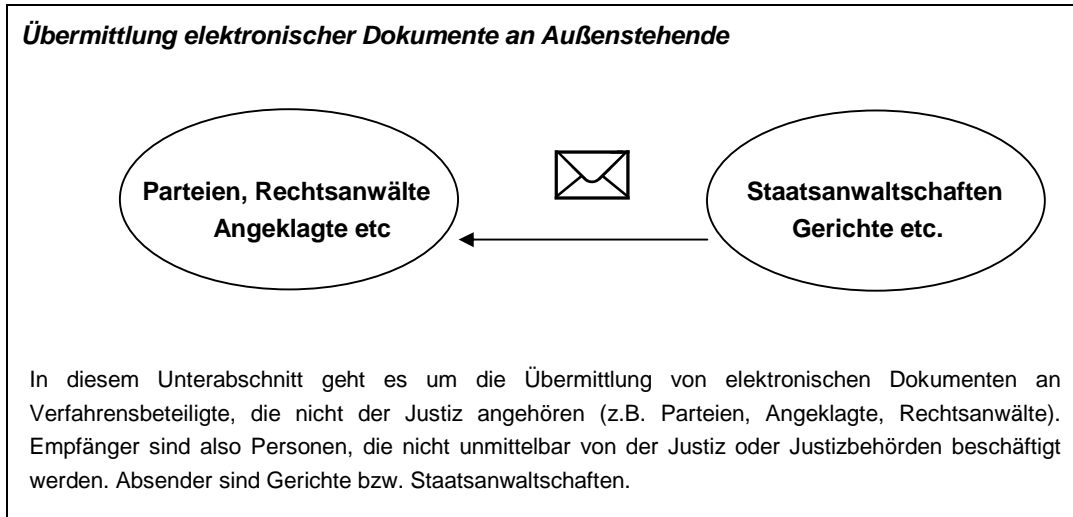 Übermittlung elektronischer Dokumente an Außenstehende
Parteien, Rechtsanwälte
Angeklagte etc
Staatsanwaltschaften
Gerichte etc.
In diesem Unterabschnitt geht es um die Übermittlung von elektronischen Dokumenten an
Verfahrensbeteiligte, die nicht der Justiz angehören (z.B. Parteien, Angeklagte, Rechtsanwälte).
Empfänger sind also Personen, die nicht unmittelbar von der Justiz oder Justizbehörden beschäftigt
werden. Absender sind Gerichte bzw. Staatsanwaltschaften.